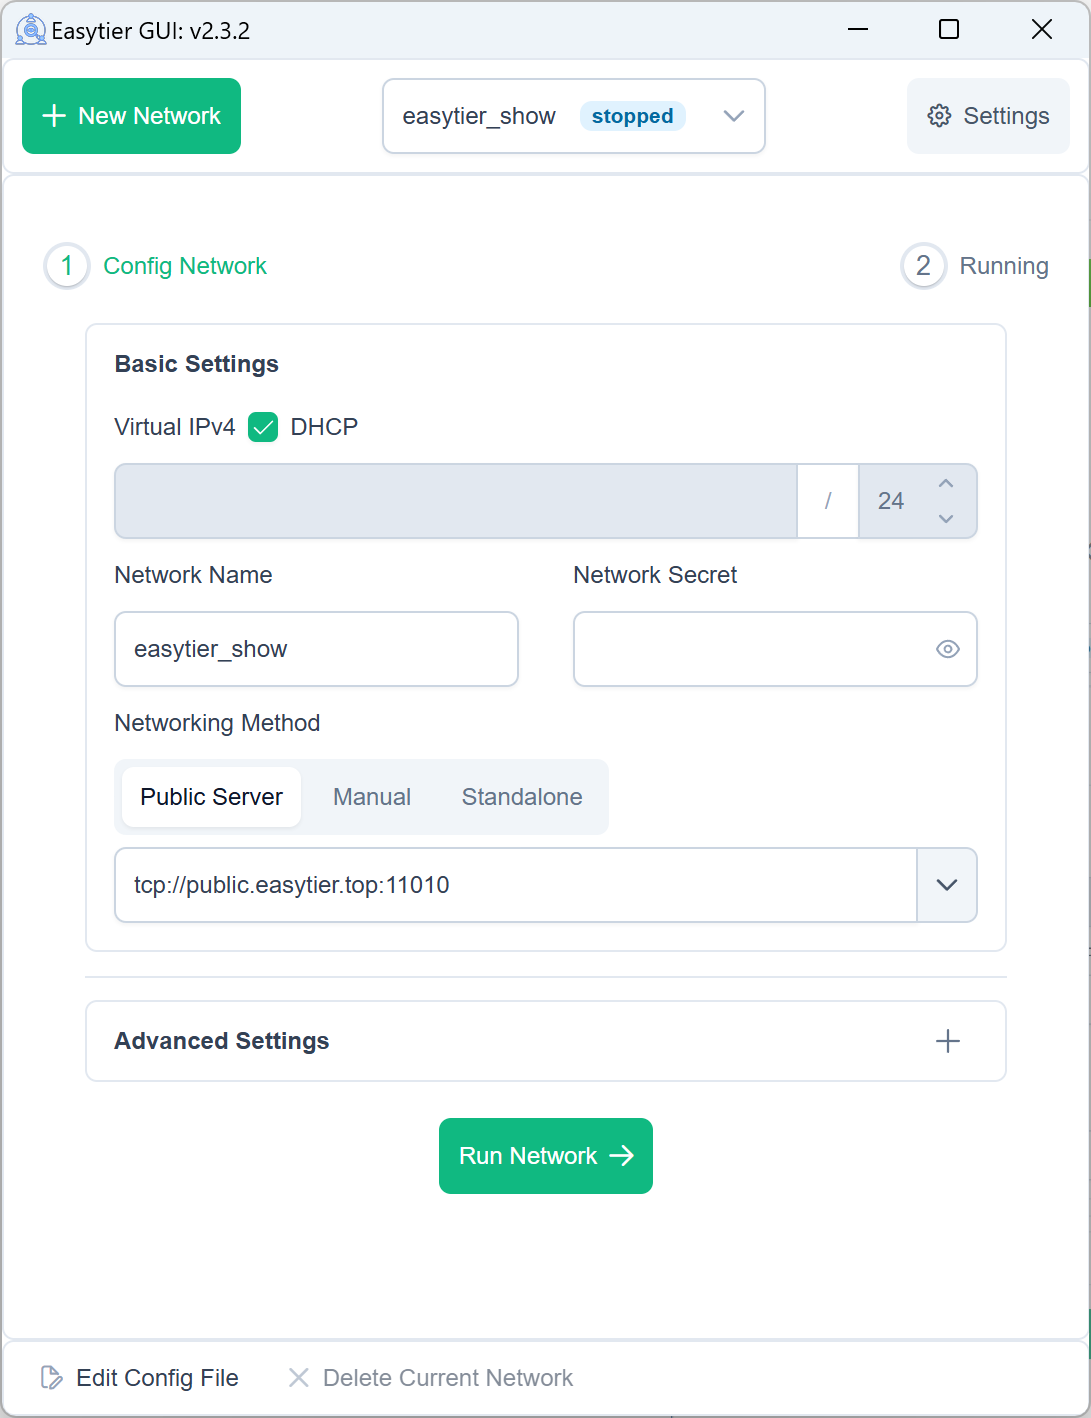 Easytier GUI: v2.3.2
New Network
easytier_show stopped
Settings
1 Config Network
2 Running
Basic Settings
Virtual IPv4 DHCP
/ 24
Network Name
Network Secret
easytier_show
Networking Method
Public Server Manual Standalone
tcp://public.easytier.top:11010
Advanced Settings
Run Network
Edit Config File
Delete Current Network